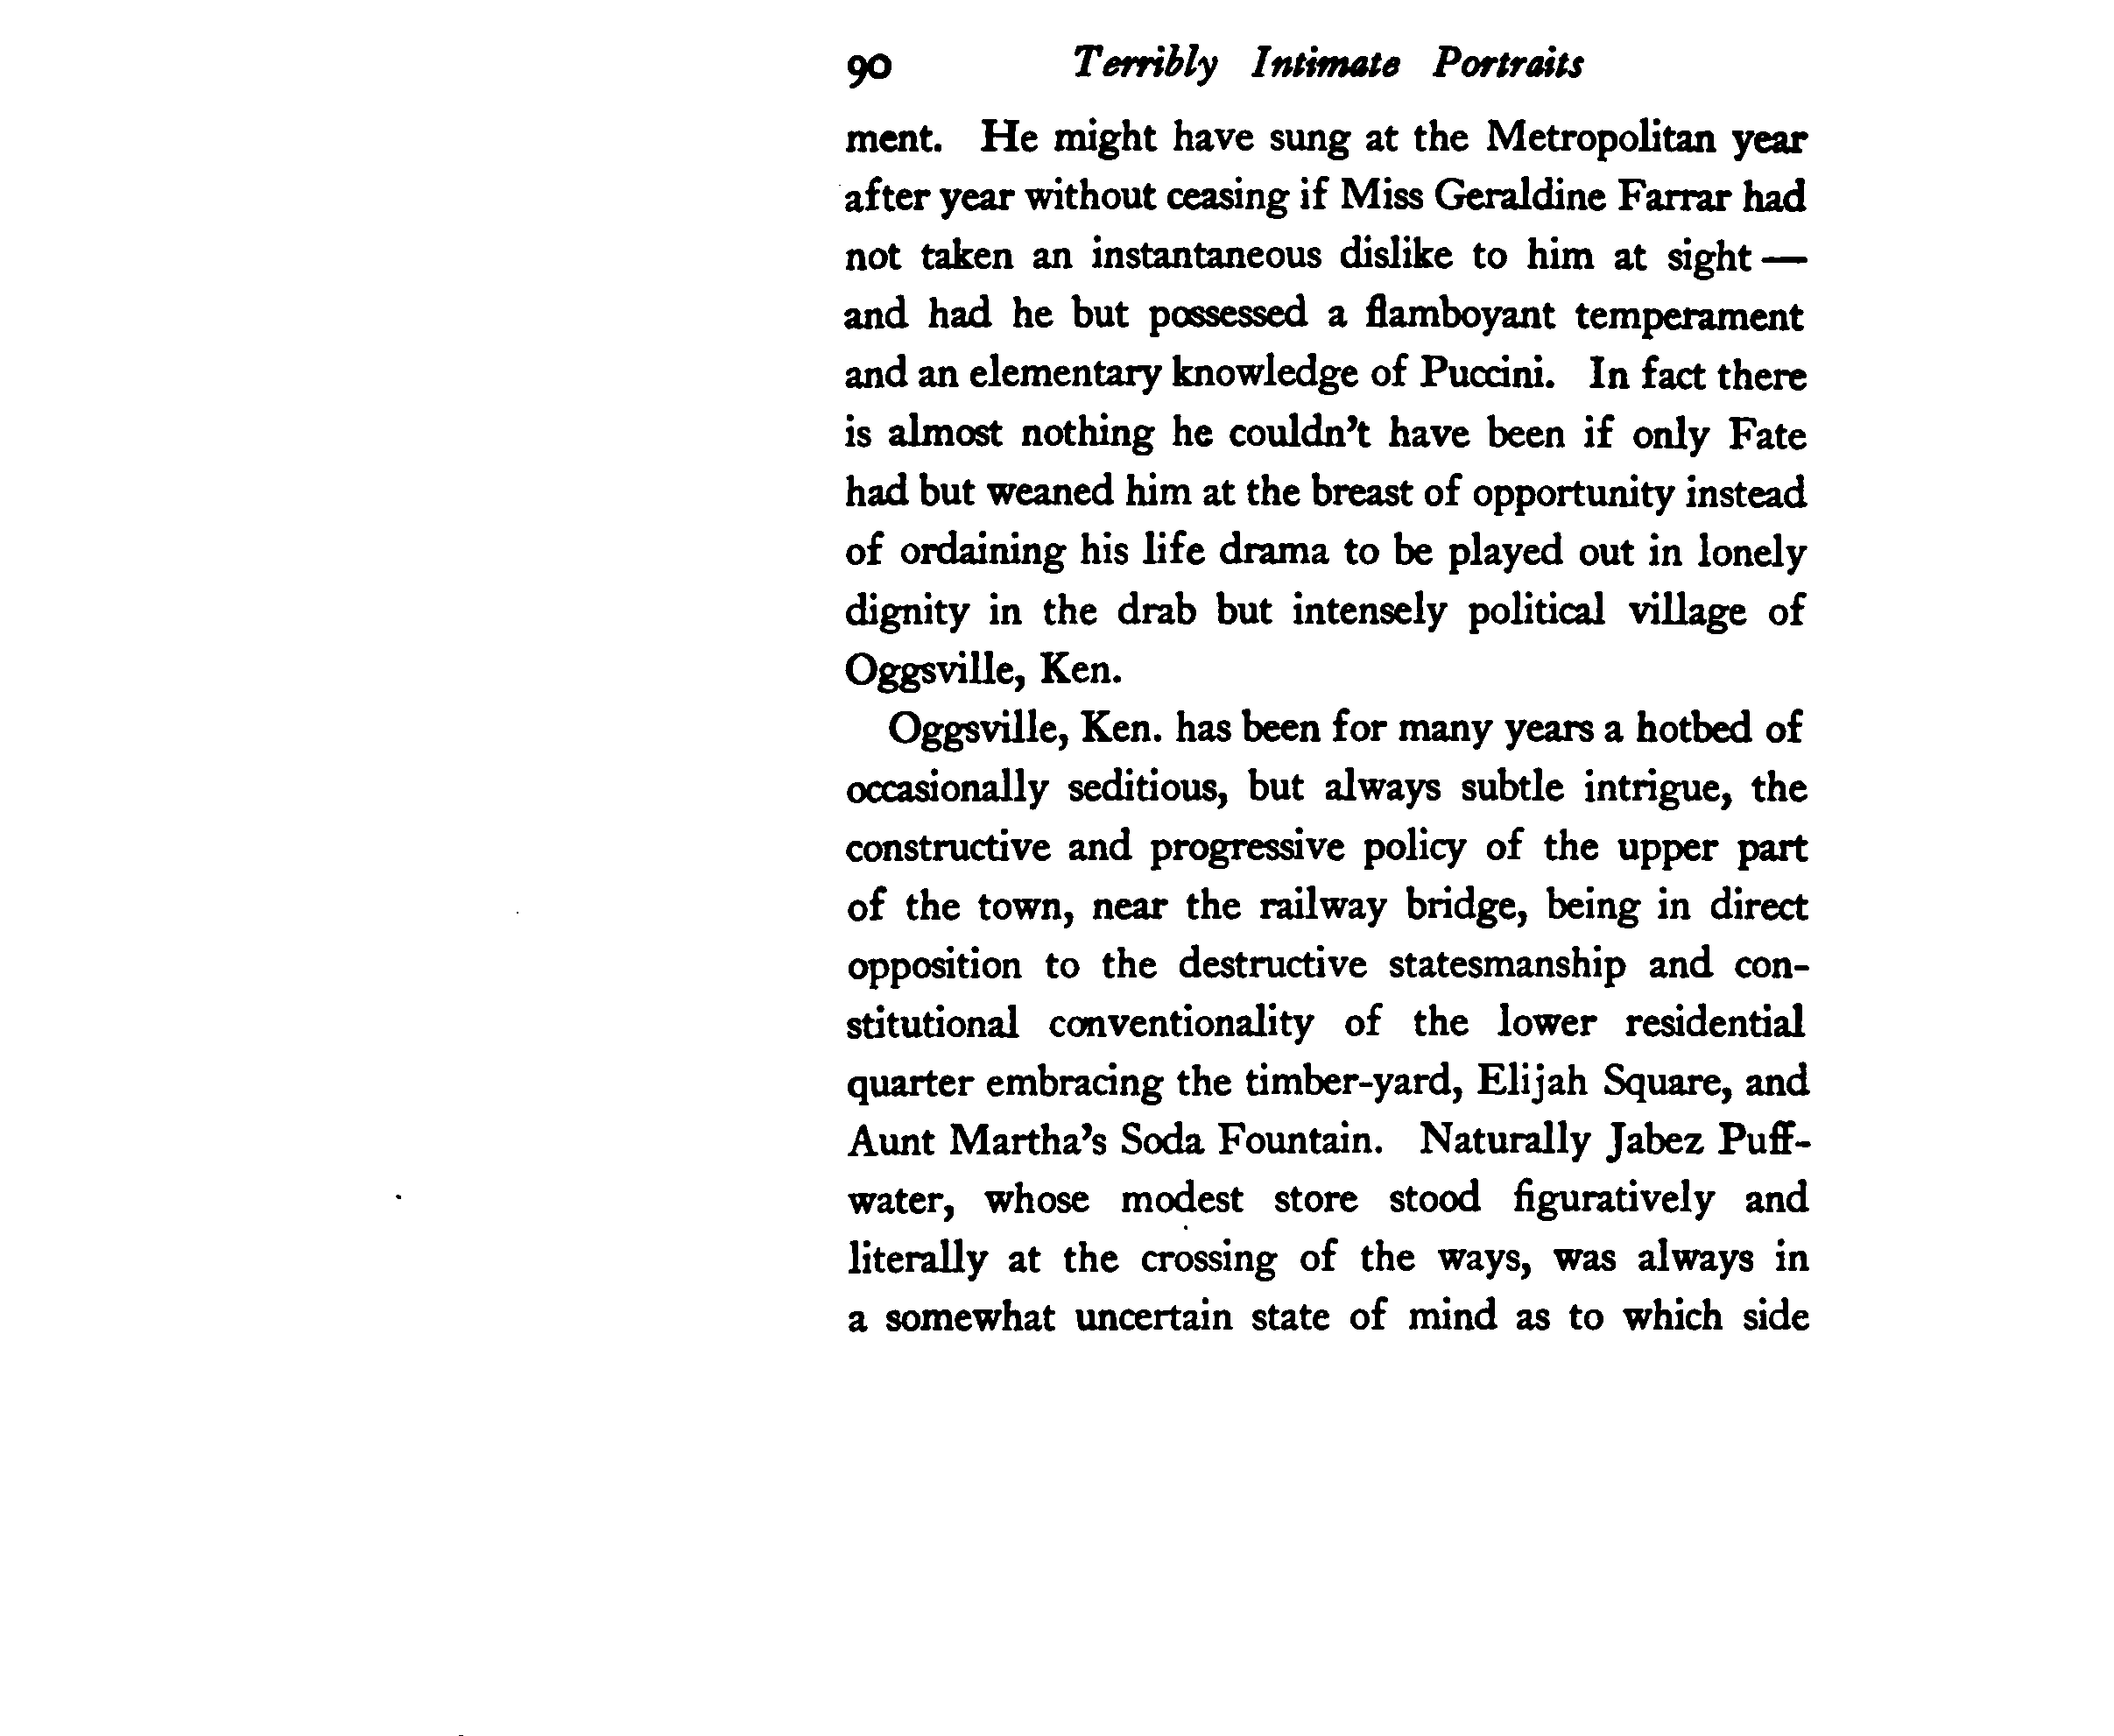 90 Terribly Intimate Portraits
ment. He might have sung at the Metropolitan year
after year without ceasing if Miss Geraldine Farrar had
not taken an instantaneous dislike to him at sight —
and had he but possessed a flamboyant temperament
and an elementary knowledge of Puccini. In fact there
is almost nothing he couldn't have been if only Fate
had but weaned him at the breast of opportunity instead
of ordaining his life drama to be played out in lonely
dignity in the drab but intensely political village of
Oggsville, Ken.
Oggsville, Ken. has been for many years a hotbed of
occasionally seditious, but always subtle intrigue, the
constructive and progressive policy of the upper part
of the town, near the railway bridge, being in direct
opposition to the destructive statesmanship and con-
stitutional conventionality of the lower residential
quarter embracing the timber-yard, Elijah Square, and
Aunt Martha's Soda Fountain. Naturally Jabez Puff-
water, whose modest store stood figuratively and
literally at the crossing of the ways, was always in
a somewhat uncertain state of mind as to which side